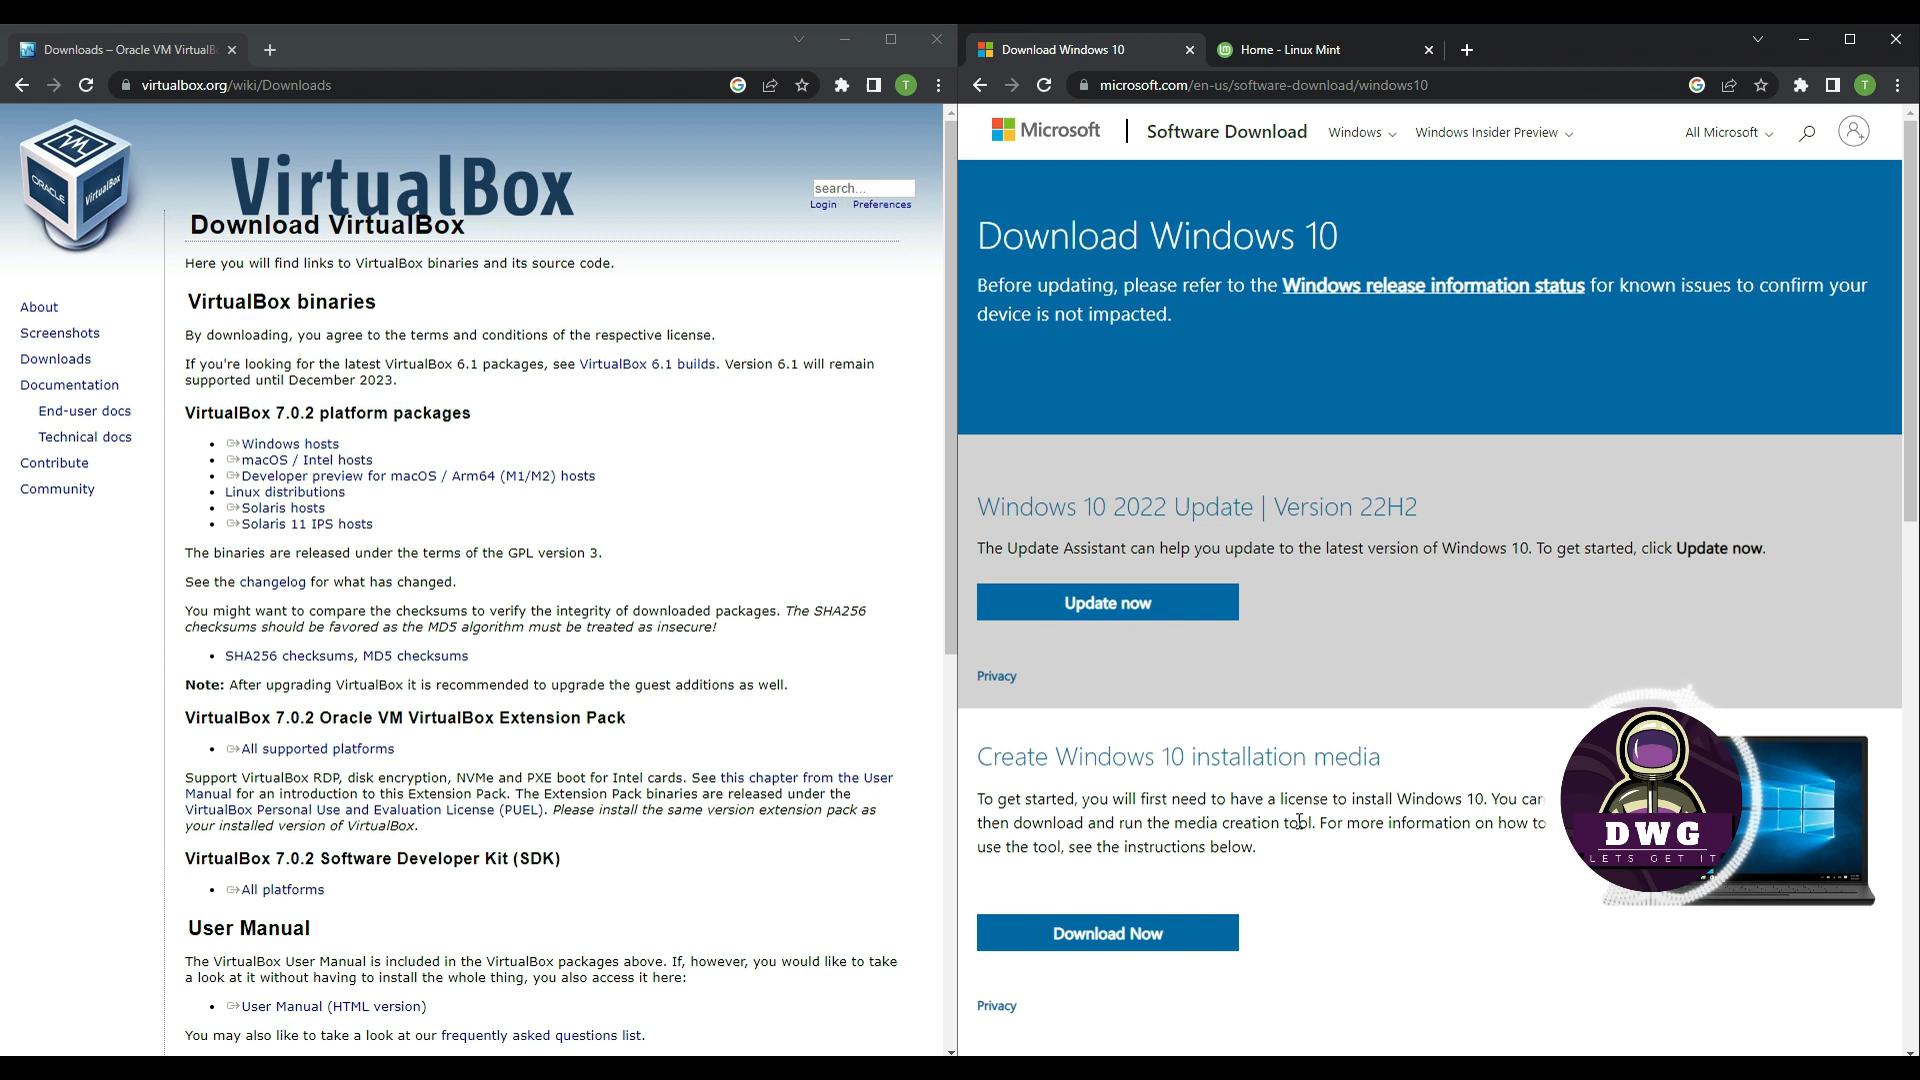 Downloads – Oracle VM VirtualB
virtualbox.org/wiki/Downloads
T
ORACLE
VirtualBox
VirtualBox
search...
Login Preferences
Download VirtualBox
Here you will find links to VirtualBox binaries and its source code.
About
Screenshots
Downloads
Documentation
End-user docs
Technical docs
Contribute
Community
VirtualBox binaries
By downloading, you agree to the terms and conditions of the respective license.
If you're looking for the latest VirtualBox 6.1 packages, see VirtualBox 6.1 builds. Version 6.1 will remain
supported until December 2023.
VirtualBox 7.0.2 platform packages
• Windows hosts
• macOS / Intel hosts
• Developer preview for macOS / Arm64 (M1/M2) hosts
• Linux distributions
• Solaris hosts
• Solaris 11 IPS hosts
The binaries are released under the terms of the GPL version 3.
See the changelog for what has changed.
You might want to compare the checksums to verify the integrity of downloaded packages. The SHA256
checksums should be favored as the MD5 algorithm must be treated as insecure!
• SHA256 checksums, MD5 checksums
Note: After upgrading VirtualBox it is recommended to upgrade the guest additions as well.
VirtualBox 7.0.2 Oracle VM VirtualBox Extension Pack
• All supported platforms
Support VirtualBox RDP, disk encryption, NVMe and PXE boot for Intel cards. See this chapter from the User
Manual for an introduction to this Extension Pack. The Extension Pack binaries are released under the
VirtualBox Personal Use and Evaluation License (PUEL). Please install the same version extension pack as
your installed version of VirtualBox.
VirtualBox 7.0.2 Software Developer Kit (SDK)
• All platforms
User Manual
The VirtualBox User Manual is included in the VirtualBox packages above. If, however, you would like to take
a look at it without having to install the whole thing, you also access it here:
• User Manual (HTML version)
You may also like to take a look at our frequently asked questions list.
Download Windows 10
Home - Linux Mint
microsoft.com/en-us/software-download/windows10
T
Microsoft
Software Download
Windows
Windows Insider Preview
All Microsoft
Download Windows 10
Before updating, please refer to the Windows release information status for known issues to confirm your
device is not impacted.
Windows 10 2022 Update | Version 22H2
The Update Assistant can help you update to the latest version of Windows 10. To get started, click Update now.
Update now
Privacy
Create Windows 10 installation media
To get started, you will first need to have a license to install Windows 10. You can
then download and run the media creation tool. For more information on how to
use the tool, see the instructions below.
DWG
LETS GET IT
Download Now
Privacy